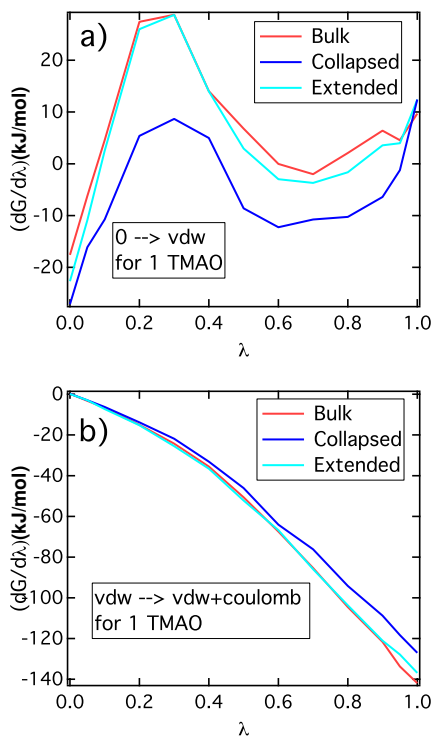 a)
Bulk
Collapsed
Extended
(dG/dλ)(kJ/mol)
20
10
0
-10
-20
0 --> vdw
for 1 TMAO
0.0 0.2 0.4 0.6 0.8 1.0
λ
b)
Bulk
Collapsed
Extended
(dG/dλ)(kJ/mol)
0
-20
-40
-60
-80
-100
-120
-140
vdw --> vdw+coulomb
for 1 TMAO
0.0 0.2 0.4 0.6 0.8 1.0
λ